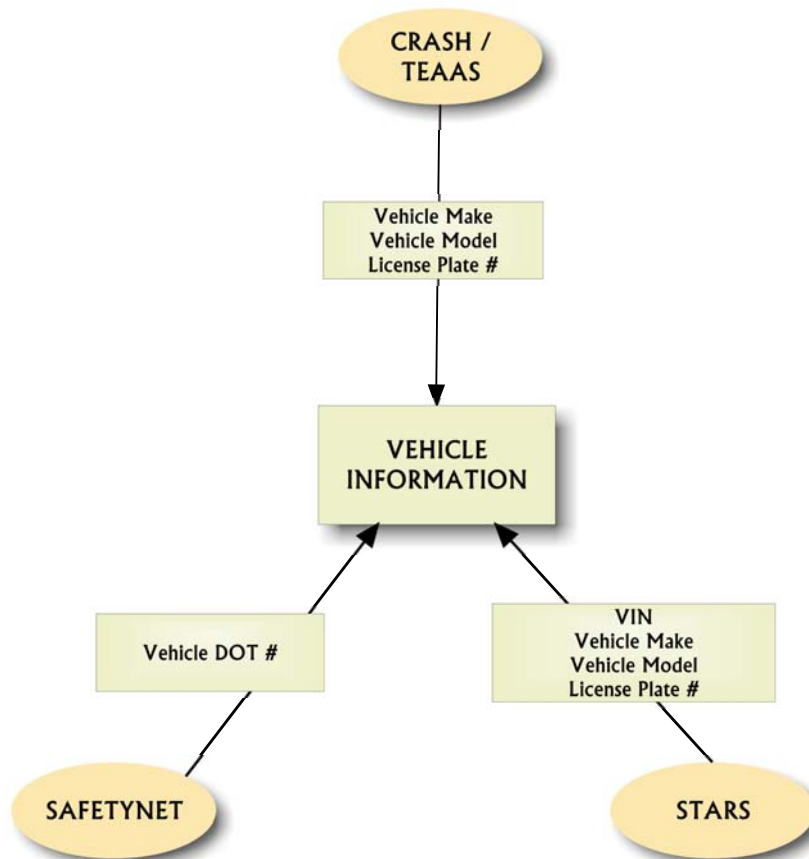 CRASH /
TEAAS
Vehicle Make
Vehicle Model
License Plate #
VEHICLE
INFORMATION
Vehicle DOT #
VIN
Vehicle Make
Vehicle Model
License Plate #
SAFETYNET
STARS